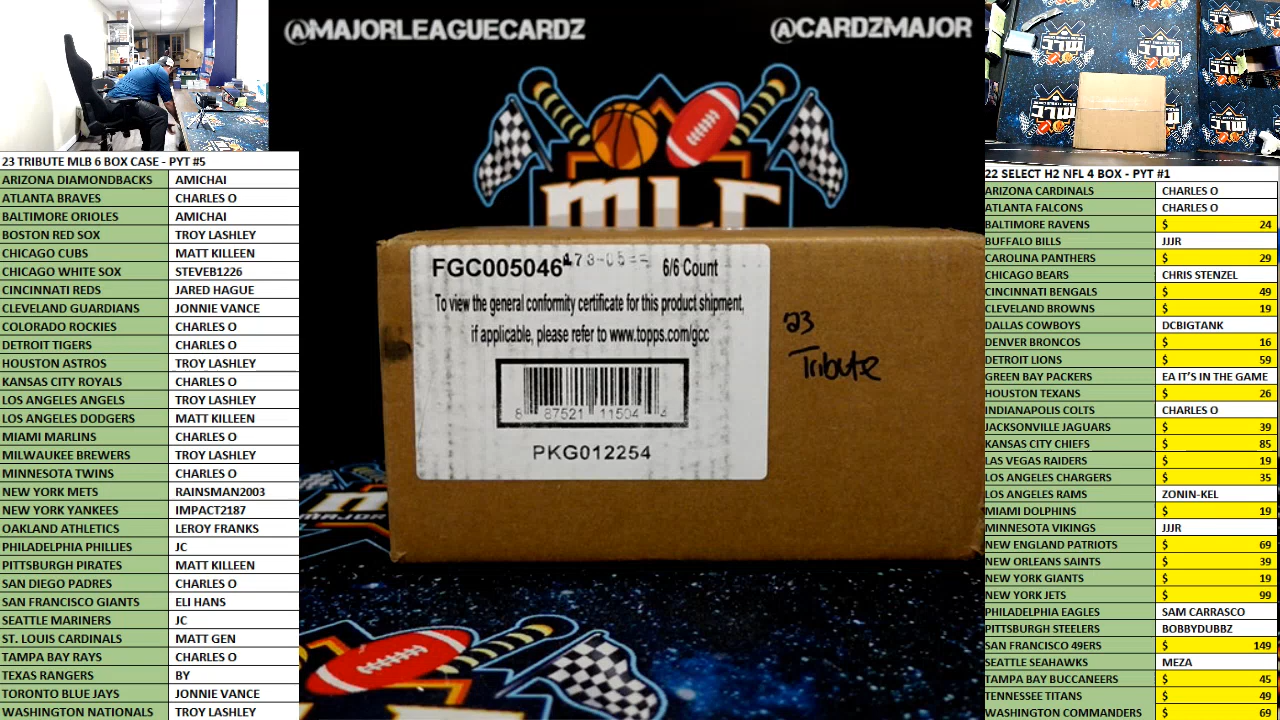 @MAJORLEAGUECARDZ
@CARDZMAJOR
MLC
FGC005046
6/6 Count
To view the general conformity certificate for this product shipment,
if applicable, please refer to www.topps.com/gcc
8 87521 11504 4
PKG012254
23
Tribute
23 TRIBUTE MLB 6 BOX CASE - PYT #5
ARIZONA DIAMONDBACKS AMICHAI
ATLANTA BRAVES CHARLES O
BALTIMORE ORIOLES AMICHAI
BOSTON RED SOX TROY LASHLEY
CHICAGO CUBS MATT KILLEEN
CHICAGO WHITE SOX STEVEB1226
CINCINNATI REDS JARED HAGUE
CLEVELAND GUARDIANS JONNIE VANCE
COLORADO ROCKIES CHARLES O
DETROIT TIGERS CHARLES O
HOUSTON ASTROS TROY LASHLEY
KANSAS CITY ROYALS CHARLES O
LOS ANGELES ANGELS TROY LASHLEY
LOS ANGELES DODGERS MATT KILLEEN
MIAMI MARLINS CHARLES O
MILWAUKEE BREWERS TROY LASHLEY
MINNESOTA TWINS CHARLES O
NEW YORK METS RAINSMAN2003
NEW YORK YANKEES IMPACT2187
OAKLAND ATHLETICS LEROY FRANKS
PHILADELPHIA PHILLIES JC
PITTSBURGH PIRATES MATT KILLEEN
SAN DIEGO PADRES CHARLES O
SAN FRANCISCO GIANTS ELI HANS
SEATTLE MARINERS JC
ST. LOUIS CARDINALS MATT GEN
TAMPA BAY RAYS CHARLES O
TEXAS RANGERS BY
TORONTO BLUE JAYS JONNIE VANCE
WASHINGTON NATIONALS TROY LASHLEY
22 SELECT H2 NFL 4 BOX - PYT #1
ARIZONA CARDINALS CHARLES O
ATLANTA FALCONS CHARLES O
BALTIMORE RAVENS $ 24
BUFFALO BILLS JJJR
CAROLINA PANTHERS $ 29
CHICAGO BEARS CHRIS STENZEL
CINCINNATI BENGALS $ 49
CLEVELAND BROWNS $ 19
DALLAS COWBOYS DCBIGTANK
DENVER BRONCOS $ 16
DETROIT LIONS $ 59
GREEN BAY PACKERS EA IT'S IN THE GAME
HOUSTON TEXANS $ 26
INDIANAPOLIS COLTS CHARLES O
JACKSONVILLE JAGUARS $ 39
KANSAS CITY CHIEFS $ 85
LAS VEGAS RAIDERS $ 19
LOS ANGELES CHARGERS $ 35
LOS ANGELES RAMS ZONIN-KEL
MIAMI DOLPHINS $ 19
MINNESOTA VIKINGS JJJR
NEW ENGLAND PATRIOTS $ 69
NEW ORLEANS SAINTS $ 39
NEW YORK GIANTS $ 19
NEW YORK JETS $ 99
PHILADELPHIA EAGLES SAM CARRASCO
PITTSBURGH STEELERS BOBBYDUBBZ
SAN FRANCISCO 49ERS $ 149
SEATTLE SEAHAWKS MEZA
TAMPA BAY BUCCANEERS $ 45
TENNESSEE TITANS $ 49
WASHINGTON COMMANDERS $ 69